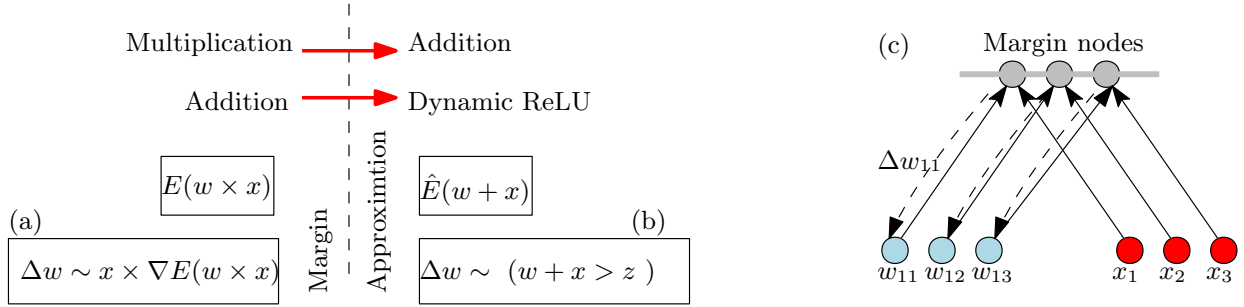 Multiplication Addition
Addition Dynamic ReLU
Margin
Approximtion
E(w × x)
Ê(w + x)
(a)
(b)
Δw ∼ x × ∇E(w × x)
Δw ∼ (w + x > z )
(c)
Margin nodes
Δw₁₁
w₁₁ w₁₂ w₁₃ x₁ x₂ x₃